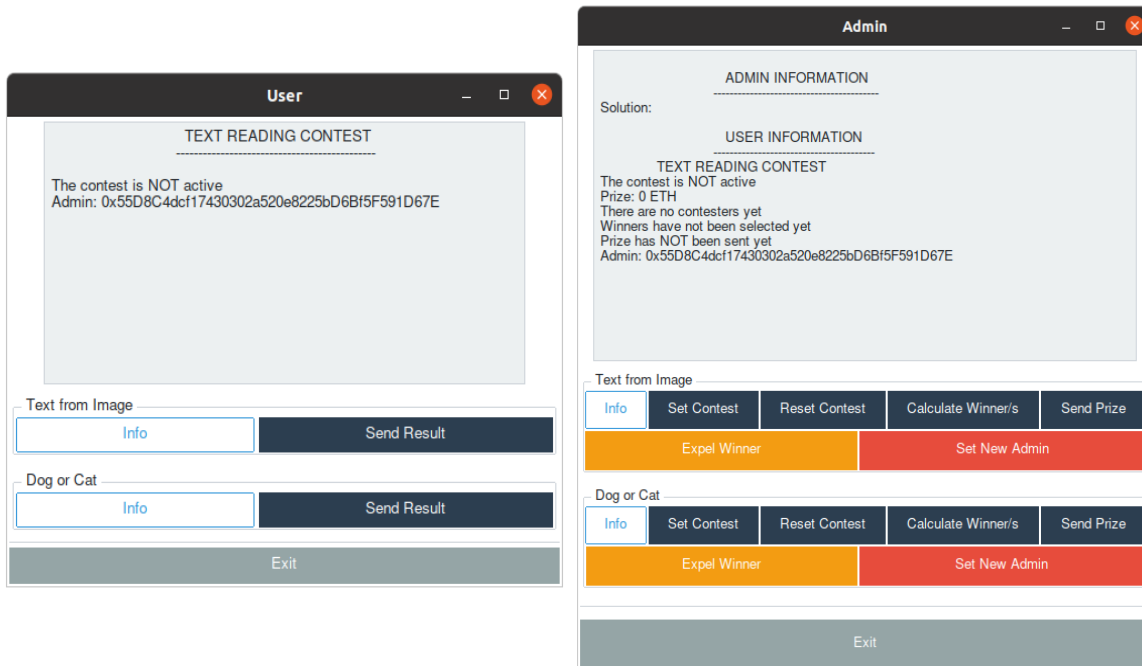 User
TEXT READING CONTEST
---------------------------------------------
The contest is NOT active
Admin: 0x55D8C4dcf17430302a520e8225bD6Bf5F591D67E
Text from Image
Info
Send Result
Dog or Cat
Info
Send Result
Exit
Admin
ADMIN INFORMATION
-----------------------------------------
Solution:
USER INFORMATION
----------------------------------------
TEXT READING CONTEST
The contest is NOT active
Prize: 0 ETH
There are no contesters yet
Winners have not been selected yet
Prize has NOT been sent yet
Admin: 0x55D8C4dcf17430302a520e8225bD6Bf5F591D67E
Text from Image
Info Set Contest Reset Contest Calculate Winner/s Send Prize
Expel Winner Set New Admin
Dog or Cat
Info Set Contest Reset Contest Calculate Winner/s Send Prize
Expel Winner Set New Admin
Exit